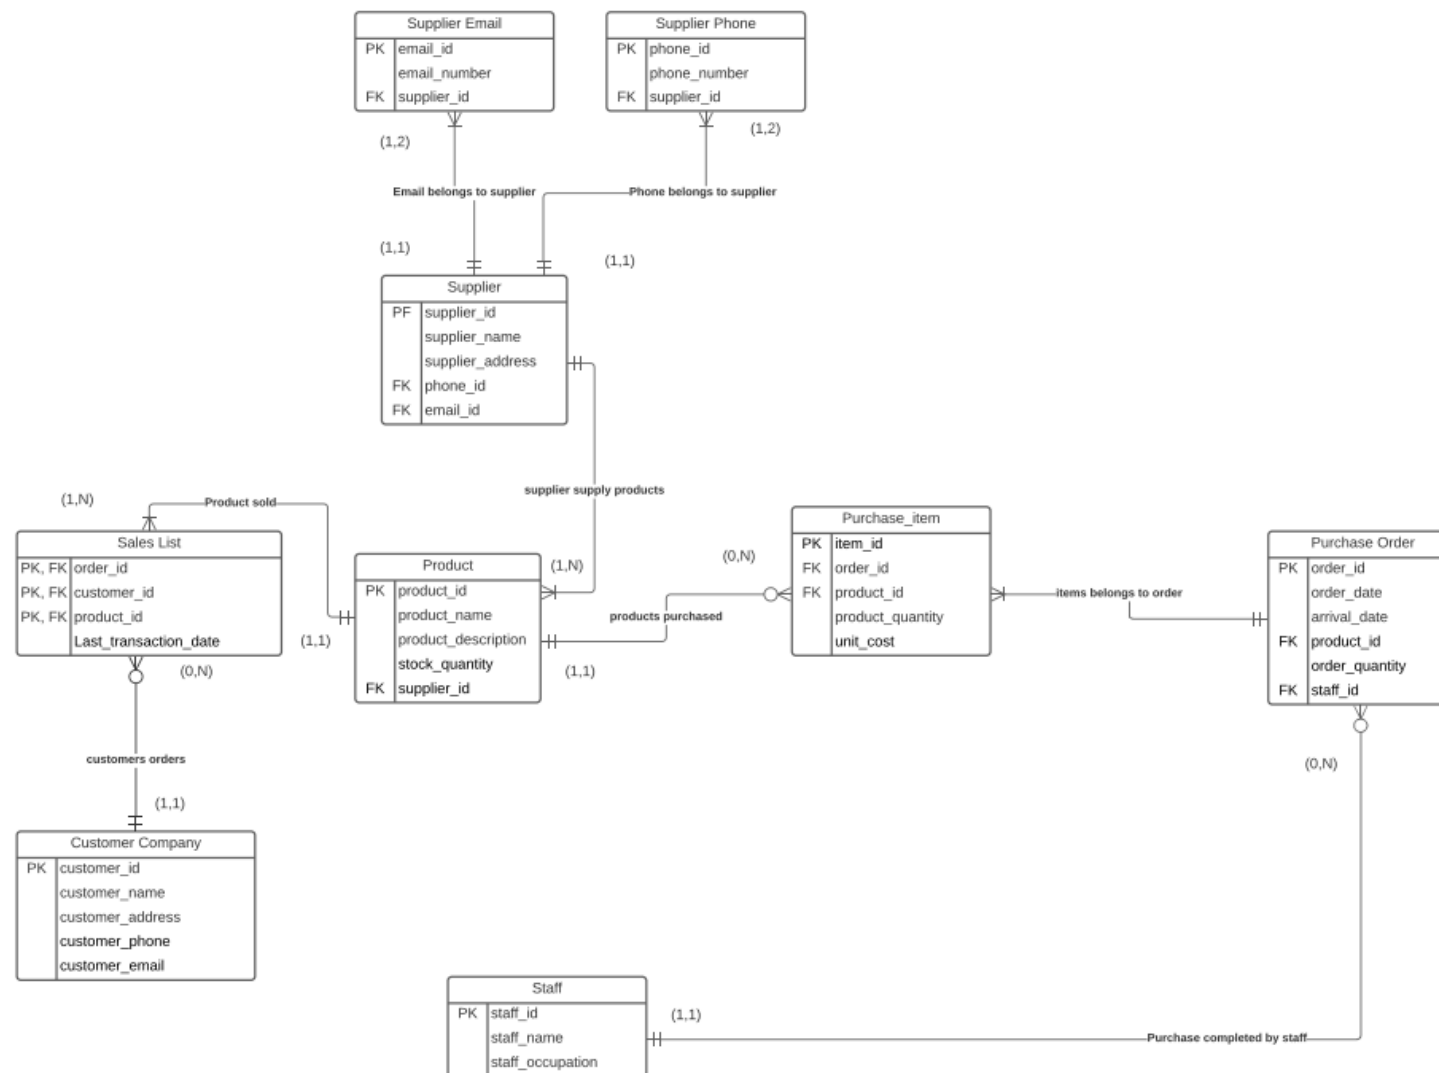 Supplier Email
PK email_id
email_number
FK supplier_id
Supplier Phone
PK phone_id
phone_number
FK supplier_id
(1,2)
(1,2)
Email belongs to supplier
Phone belongs to supplier
(1,1)
(1,1)
Supplier
PF supplier_id
supplier_name
supplier_address
FK phone_id
FK email_id
supplier supply products
(1,N)
Product sold
Sales List
PK, FK order_id
PK, FK customer_id
PK, FK product_id
Last_transaction_date
(1,1)
(0,N)
Product
PK product_id
product_name
product_description
stock_quantity
FK supplier_id
(1,N)
products purchased
(1,1)
(0,N)
Purchase_item
PK item_id
FK order_id
FK product_id
product_quantity
unit_cost
items belongs to order
Purchase Order
PK order_id
order_date
arrival_date
FK product_id
order_quantity
FK staff_id
(0,N)
customers orders
(1,1)
Customer Company
PK customer_id
customer_name
customer_address
customer_phone
customer_email
Staff
PK staff_id
staff_name
staff_occupation
(1,1)
Purchase completed by staff